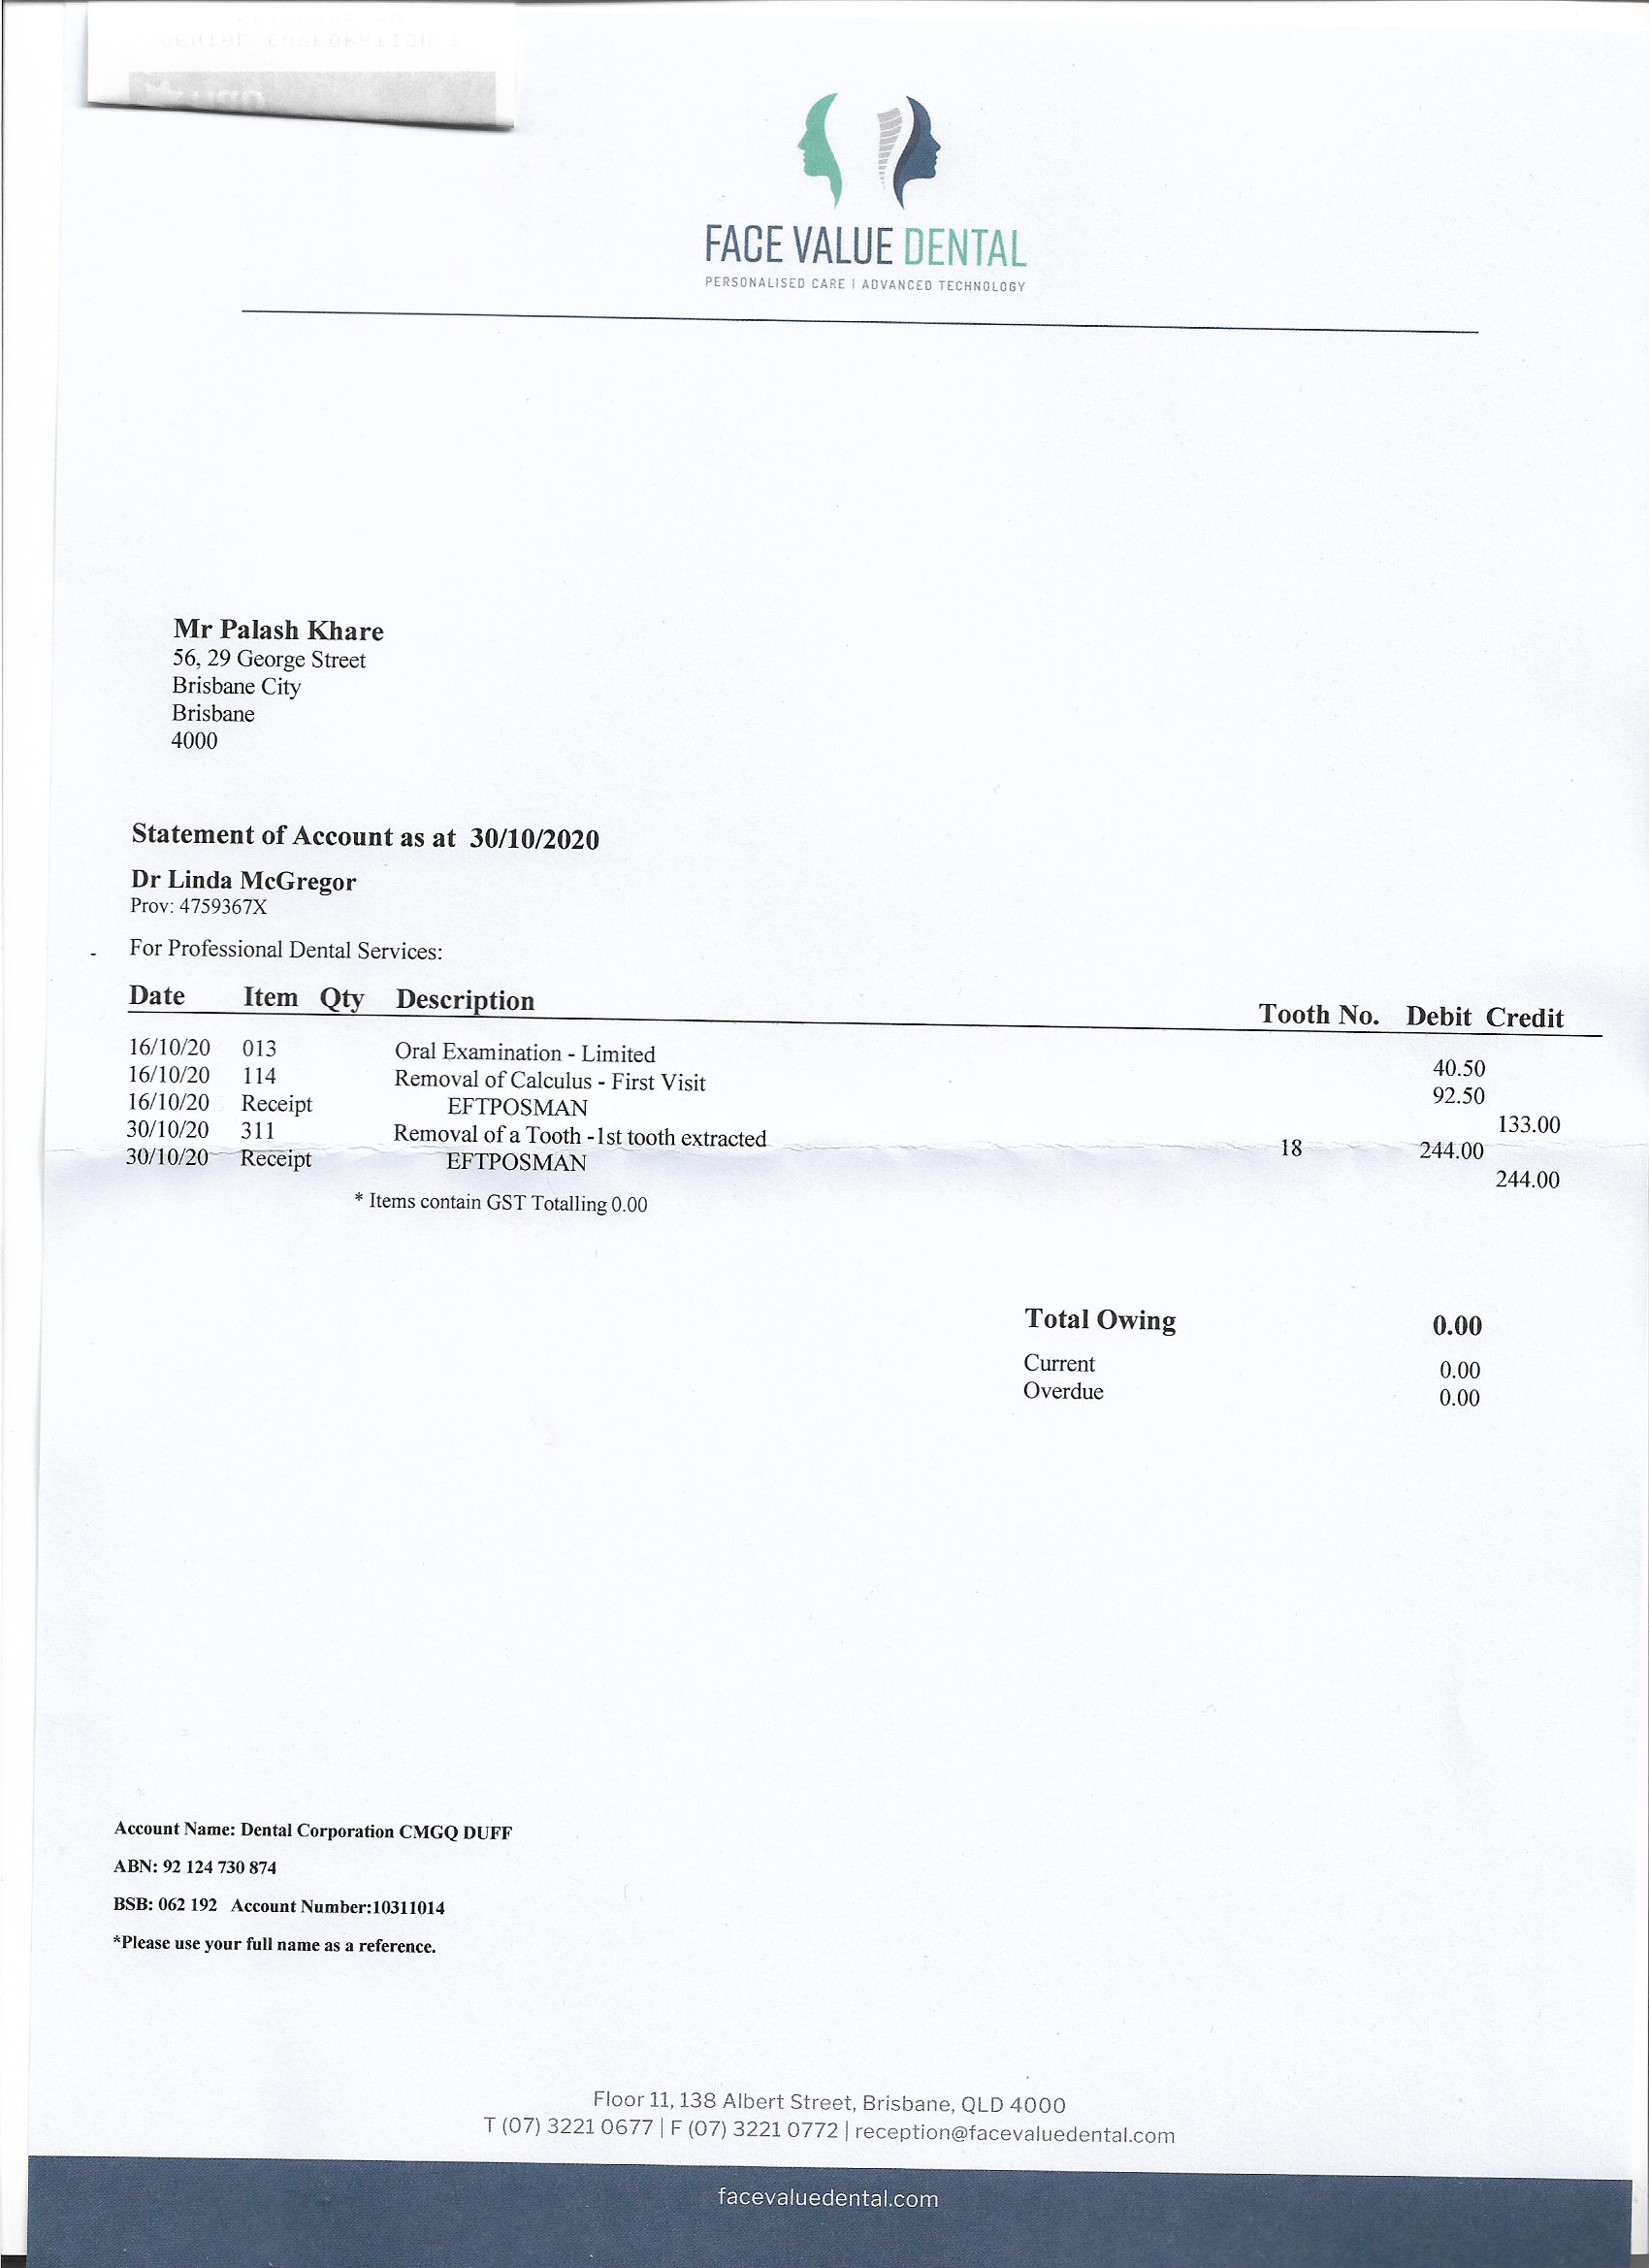 FACE VALUE DENTAL
PERSONALISED CARE | ADVANCED TECHNOLOGY
Mr Palash Khare
56, 29 George Street
Brisbane City
Brisbane
4000
Statement of Account as at 30/10/2020
Dr Linda McGregor
Prov: 4759367X
For Professional Dental Services:
Date Item Qty Description Tooth No. Debit Credit
16/10/20 013 Oral Examination - Limited 40.50
16/10/20 114 Removal of Calculus - First Visit 92.50
16/10/20 Receipt EFTPOSMAN 133.00
30/10/20 311 Removal of a Tooth -1st tooth extracted 18 244.00
30/10/20 Receipt EFTPOSMAN 244.00
* Items contain GST Totalling 0.00
Total Owing 0.00
Current 0.00
Overdue 0.00
Account Name: Dental Corporation CMGQ DUFF
ABN: 92 124 730 874
BSB: 062 192 Account Number:10311014
*Please use your full name as a reference.
Floor 11, 138 Albert Street, Brisbane, QLD 4000
T (07) 3221 0677 | F (07) 3221 0772 | reception@facevaluedental.com
facevaluedental.com